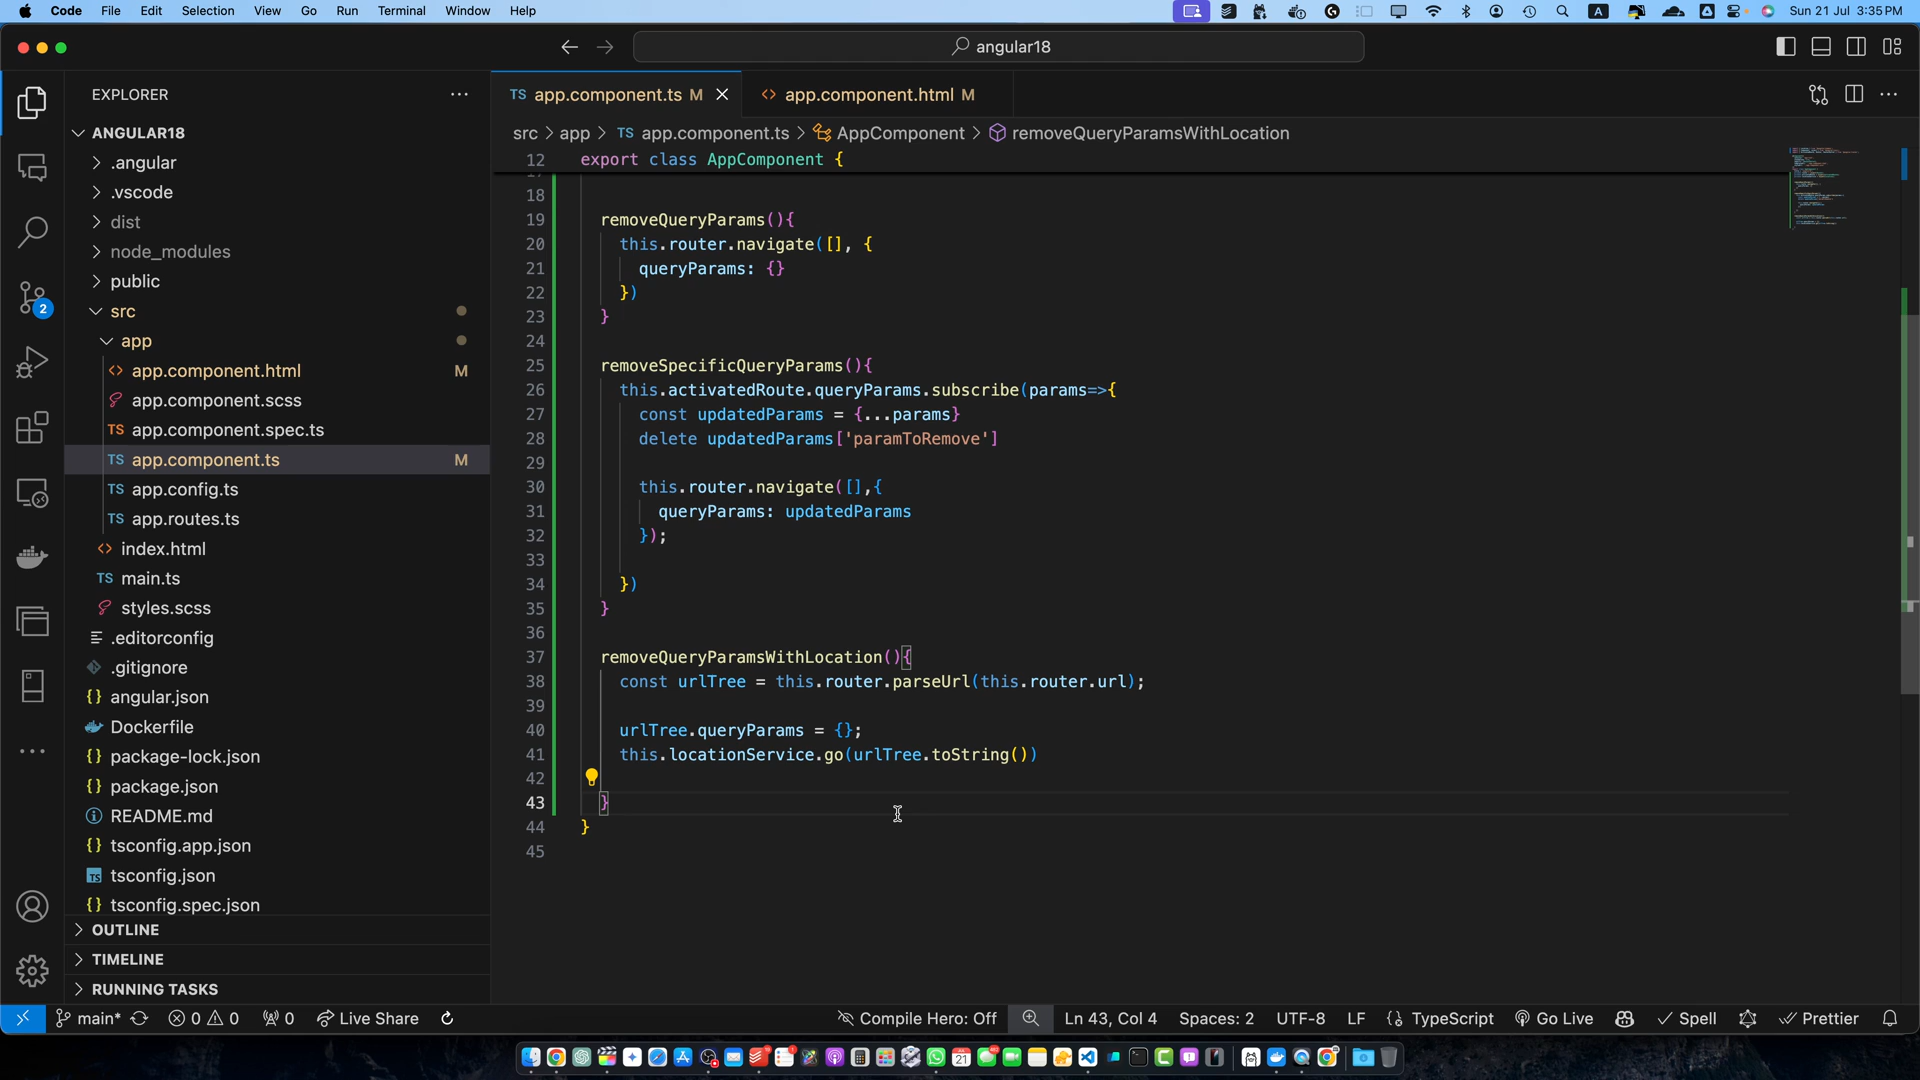 Code File Edit Selection View Go Run Terminal Window Help
A
Sun 21 Jul 3:35 PM
angular18
EXPLORER
ANGULAR18
.angular
.vscode
dist
node_modules
public
src
app
app.component.html M
app.component.scss
app.component.spec.ts
app.component.ts M
app.config.ts
app.routes.ts
index.html
main.ts
styles.scss
.editorconfig
.gitignore
angular.json
Dockerfile
package-lock.json
package.json
README.md
tsconfig.app.json
tsconfig.json
tsconfig.spec.json
OUTLINE
TIMELINE
RUNNING TASKS
2
TS app.component.ts M
app.component.html M
src > app > TS app.component.ts > AppComponent > removeQueryParamsWithLocation
12 export class AppComponent {
18
19 removeQueryParams(){
20 this.router.navigate([], {
21 queryParams: {}
22 })
23 }
24
25 removeSpecificQueryParams(){
26 this.activatedRoute.queryParams.subscribe(params=>{
27 const updatedParams = {...params}
28 delete updatedParams['paramToRemove']
29
30 this.router.navigate([],{
31 queryParams: updatedParams
32 });
33
34 })
35 }
36
37 removeQueryParamsWithLocation(){
38 const urlTree = this.router.parseUrl(this.router.url);
39
40 urlTree.queryParams = {};
41 this.locationService.go(urlTree.toString())
42
43 }
44 }
45
main* 0 0 0 Live Share
Compile Hero: Off
Ln 43, Col 4 Spaces: 2 UTF-8 LF {} TypeScript Go Live Spell Prettier